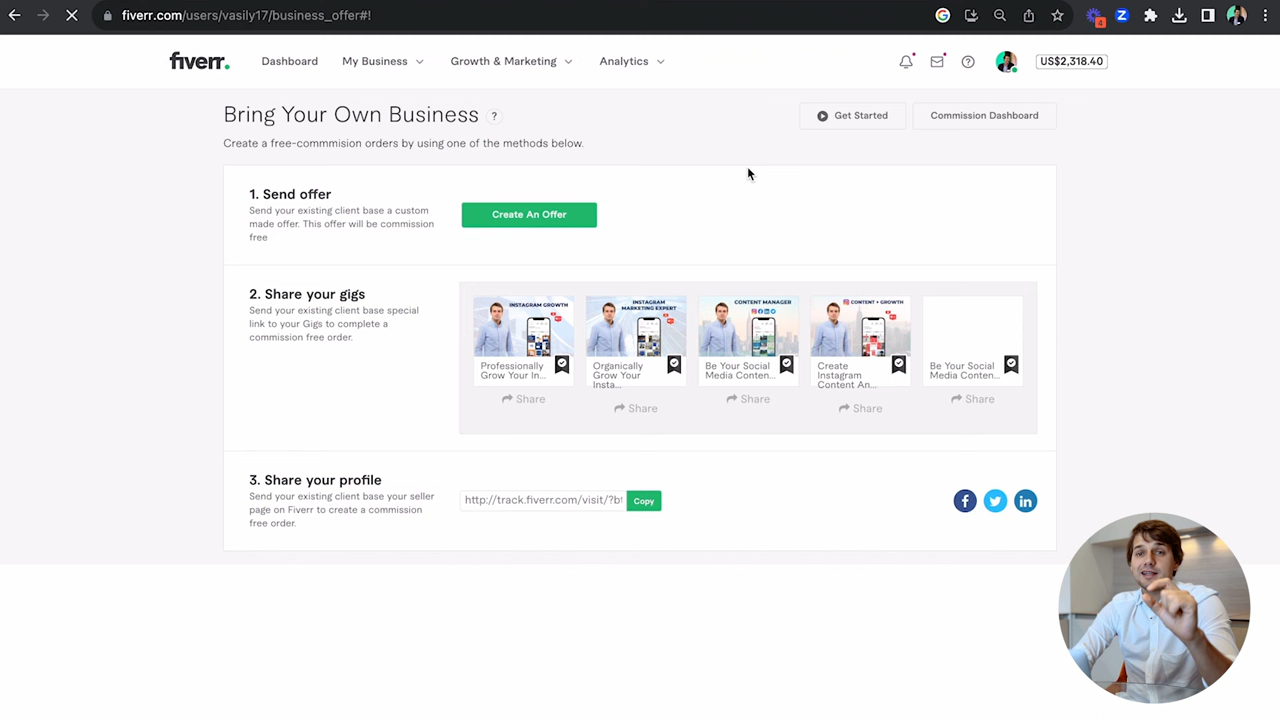 fiverr.com/users/vasily17/business_offer#!
4
Z
fiverr.
Dashboard
My Business
Growth & Marketing
Analytics
?
US$2,318.40
Bring Your Own Business ?
Get Started
Commission Dashboard
Create a free-commmision orders by using one of the methods below.
1. Send offer
Send your existing client base a custom
made offer. This offer will be commission
free
Create An Offer
2. Share your gigs
Send your existing client base special
link to your Gigs to complete a
commission free order.
INSTAGRAM GROWTH
Professionally
Grow Your In...
Share
INSTAGRAM
MARKETING EXPERT
Organically
Grow Your
Insta...
Share
CONTENT MANAGER
Be Your Social
Media Conten...
Share
CONTENT + GROWTH
Create
Instagram
Content An...
Share
Be Your Social
Media Conten...
Share
3. Share your profile
Send your existing client base your seller
page on Fiverr to create a commission
free order.
http://track.fiverr.com/visit/?bt
Copy
f
in